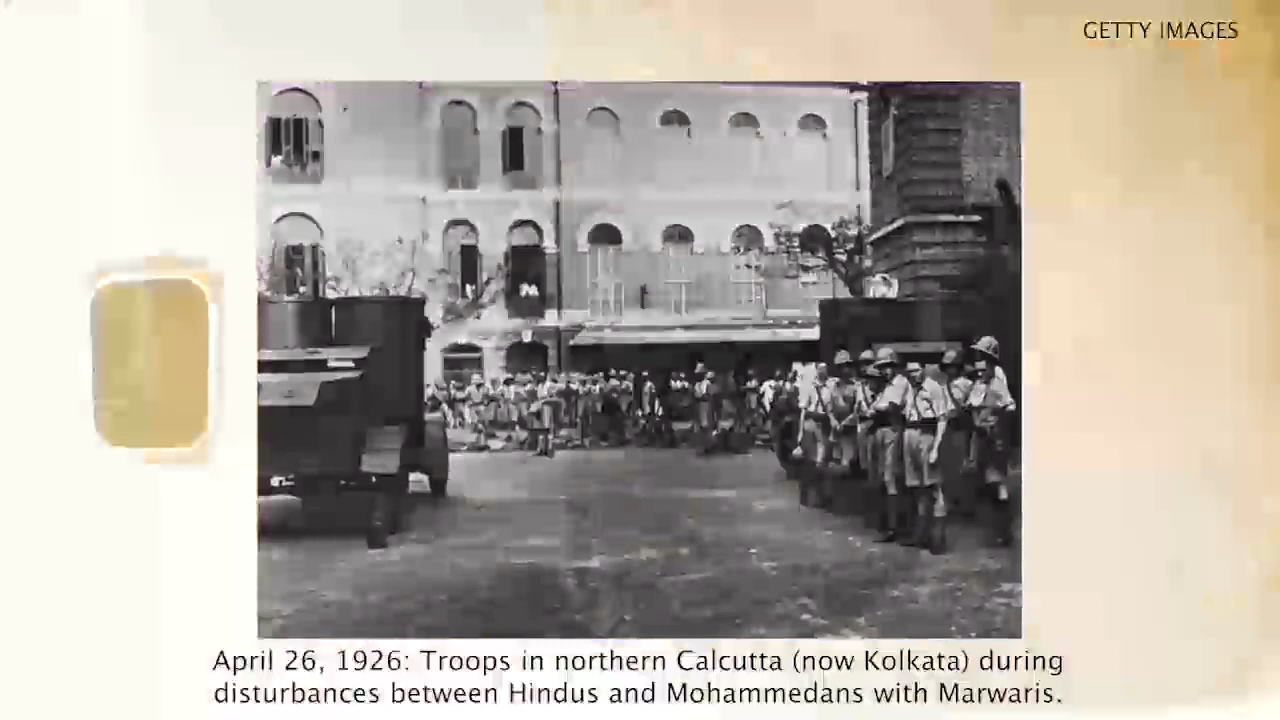 GETTY IMAGES
April 26, 1926: Troops in northern Calcutta (now Kolkata) during
disturbances between Hindus and Mohammedans with Marwaris.